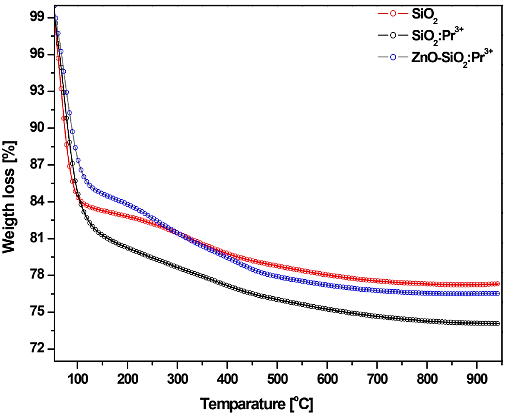 99
96
93
90
87
84
81
78
75
72
Weigth loss [%]
SiO₂
SiO₂:Pr³⁺
ZnO-SiO₂:Pr³⁺
100 200 300 400 500 600 700 800 900
Temparature [°C]